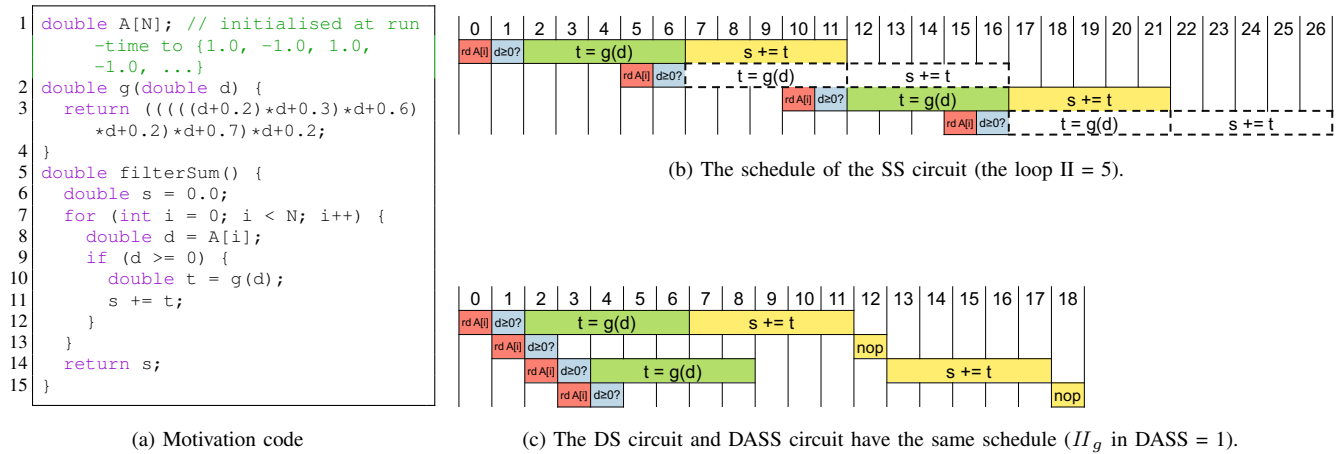 1 double A[N]; // initialised at run
-time to {1.0, -1.0, 1.0,
-1.0, ...}
2 double g(double d) {
3 return (((((d+0.2)*d+0.3)*d+0.6)
*d+0.2)*d+0.7)*d+0.2;
4 }
5 double filterSum() {
6 double s = 0.0;
7 for (int i = 0; i < N; i++) {
8 double d = A[i];
9 if (d >= 0) {
10 double t = g(d);
11 s += t;
12 }
13 }
14 return s;
15 }
(a) Motivation code
0 1 2 3 4 5 6 7 8 9 10 11 12 13 14 15 16 17 18 19 20 21 22 23 24 25 26
rd A[i] d≥0? t = g(d) s += t
rd A[i] d≥0? t = g(d) s += t
rd A[i] d≥0? t = g(d) s += t
rd A[i] d≥0? t = g(d) s += t
(b) The schedule of the SS circuit (the loop II = 5).
0 1 2 3 4 5 6 7 8 9 10 11 12 13 14 15 16 17 18
rd A[i] d≥0? t = g(d) s += t
rd A[i] d≥0? nop
rd A[i] d≥0? t = g(d) s += t
rd A[i] d≥0? nop
(c) The DS circuit and DASS circuit have the same schedule (IIg in DASS = 1).